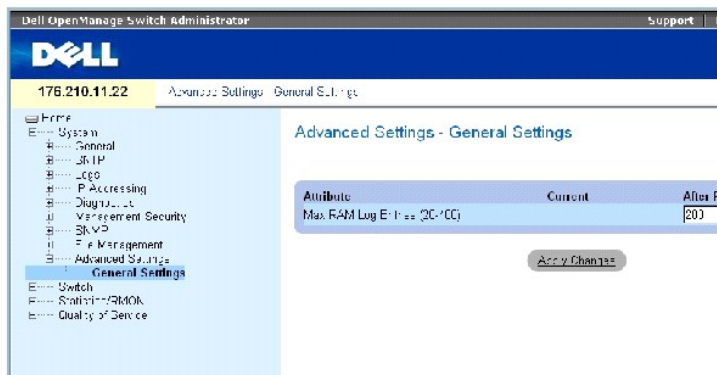 Dell OpenManage Switch Administrator
Support
DELL
176.210.11.22
Advanced Settings General Settings
Home
System
General
SNTP
Logs
IP Addressing
Diagnostics
Management Security
SNMP
File Management
Advanced Settings
General Settings
Switch
Statistics/RMON
Quality of Service
Advanced Settings - General Settings
Attribute Current After
Max RAM Log Entries (20-400) 200
Apply Changes